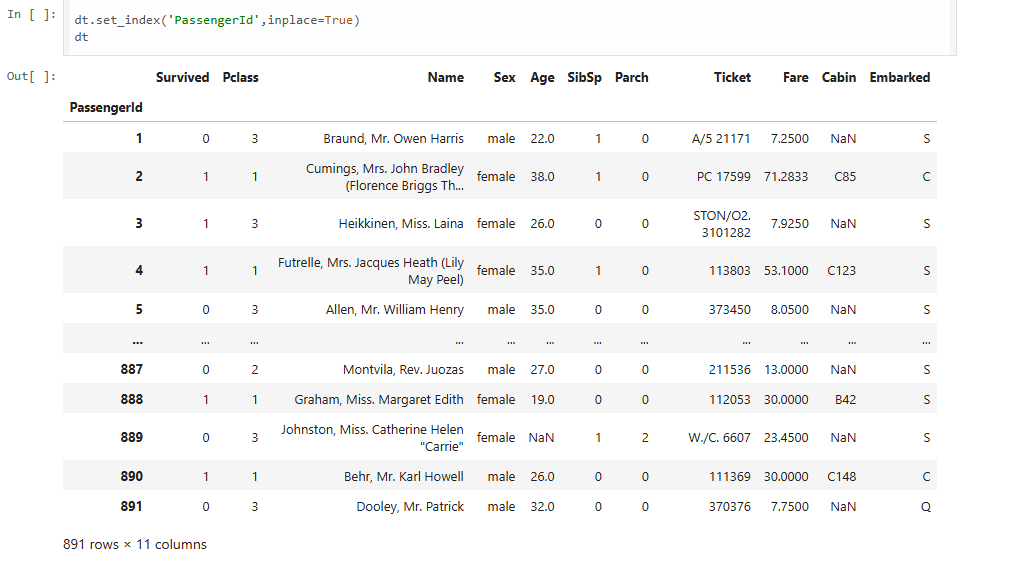 In [ ]:
dt.set_index('PassengerId',inplace=True)
dt
Out[ ]:
Survived Pclass Name Sex Age SibSp Parch Ticket Fare Cabin Embarked
PassengerId
1 0 3 Braund, Mr. Owen Harris male 22.0 1 0 A/5 21171 7.2500 NaN S
2 1 1 Cumings, Mrs. John Bradley (Florence Briggs Th... female 38.0 1 0 PC 17599 71.2833 C85 C
3 1 3 Heikkinen, Miss. Laina female 26.0 0 0 STON/O2. 3101282 7.9250 NaN S
4 1 1 Futrelle, Mrs. Jacques Heath (Lily May Peel) female 35.0 1 0 113803 53.1000 C123 S
5 0 3 Allen, Mr. William Henry male 35.0 0 0 373450 8.0500 NaN S
... ... ... ... ... ... ... ... ... ... ... ...
887 0 2 Montvila, Rev. Juozas male 27.0 0 0 211536 13.0000 NaN S
888 1 1 Graham, Miss. Margaret Edith female 19.0 0 0 112053 30.0000 B42 S
889 0 3 Johnston, Miss. Catherine Helen "Carrie" female NaN 1 2 W./C. 6607 23.4500 NaN S
890 1 1 Behr, Mr. Karl Howell male 26.0 0 0 111369 30.0000 C148 C
891 0 3 Dooley, Mr. Patrick male 32.0 0 0 370376 7.7500 NaN Q
891 rows × 11 columns